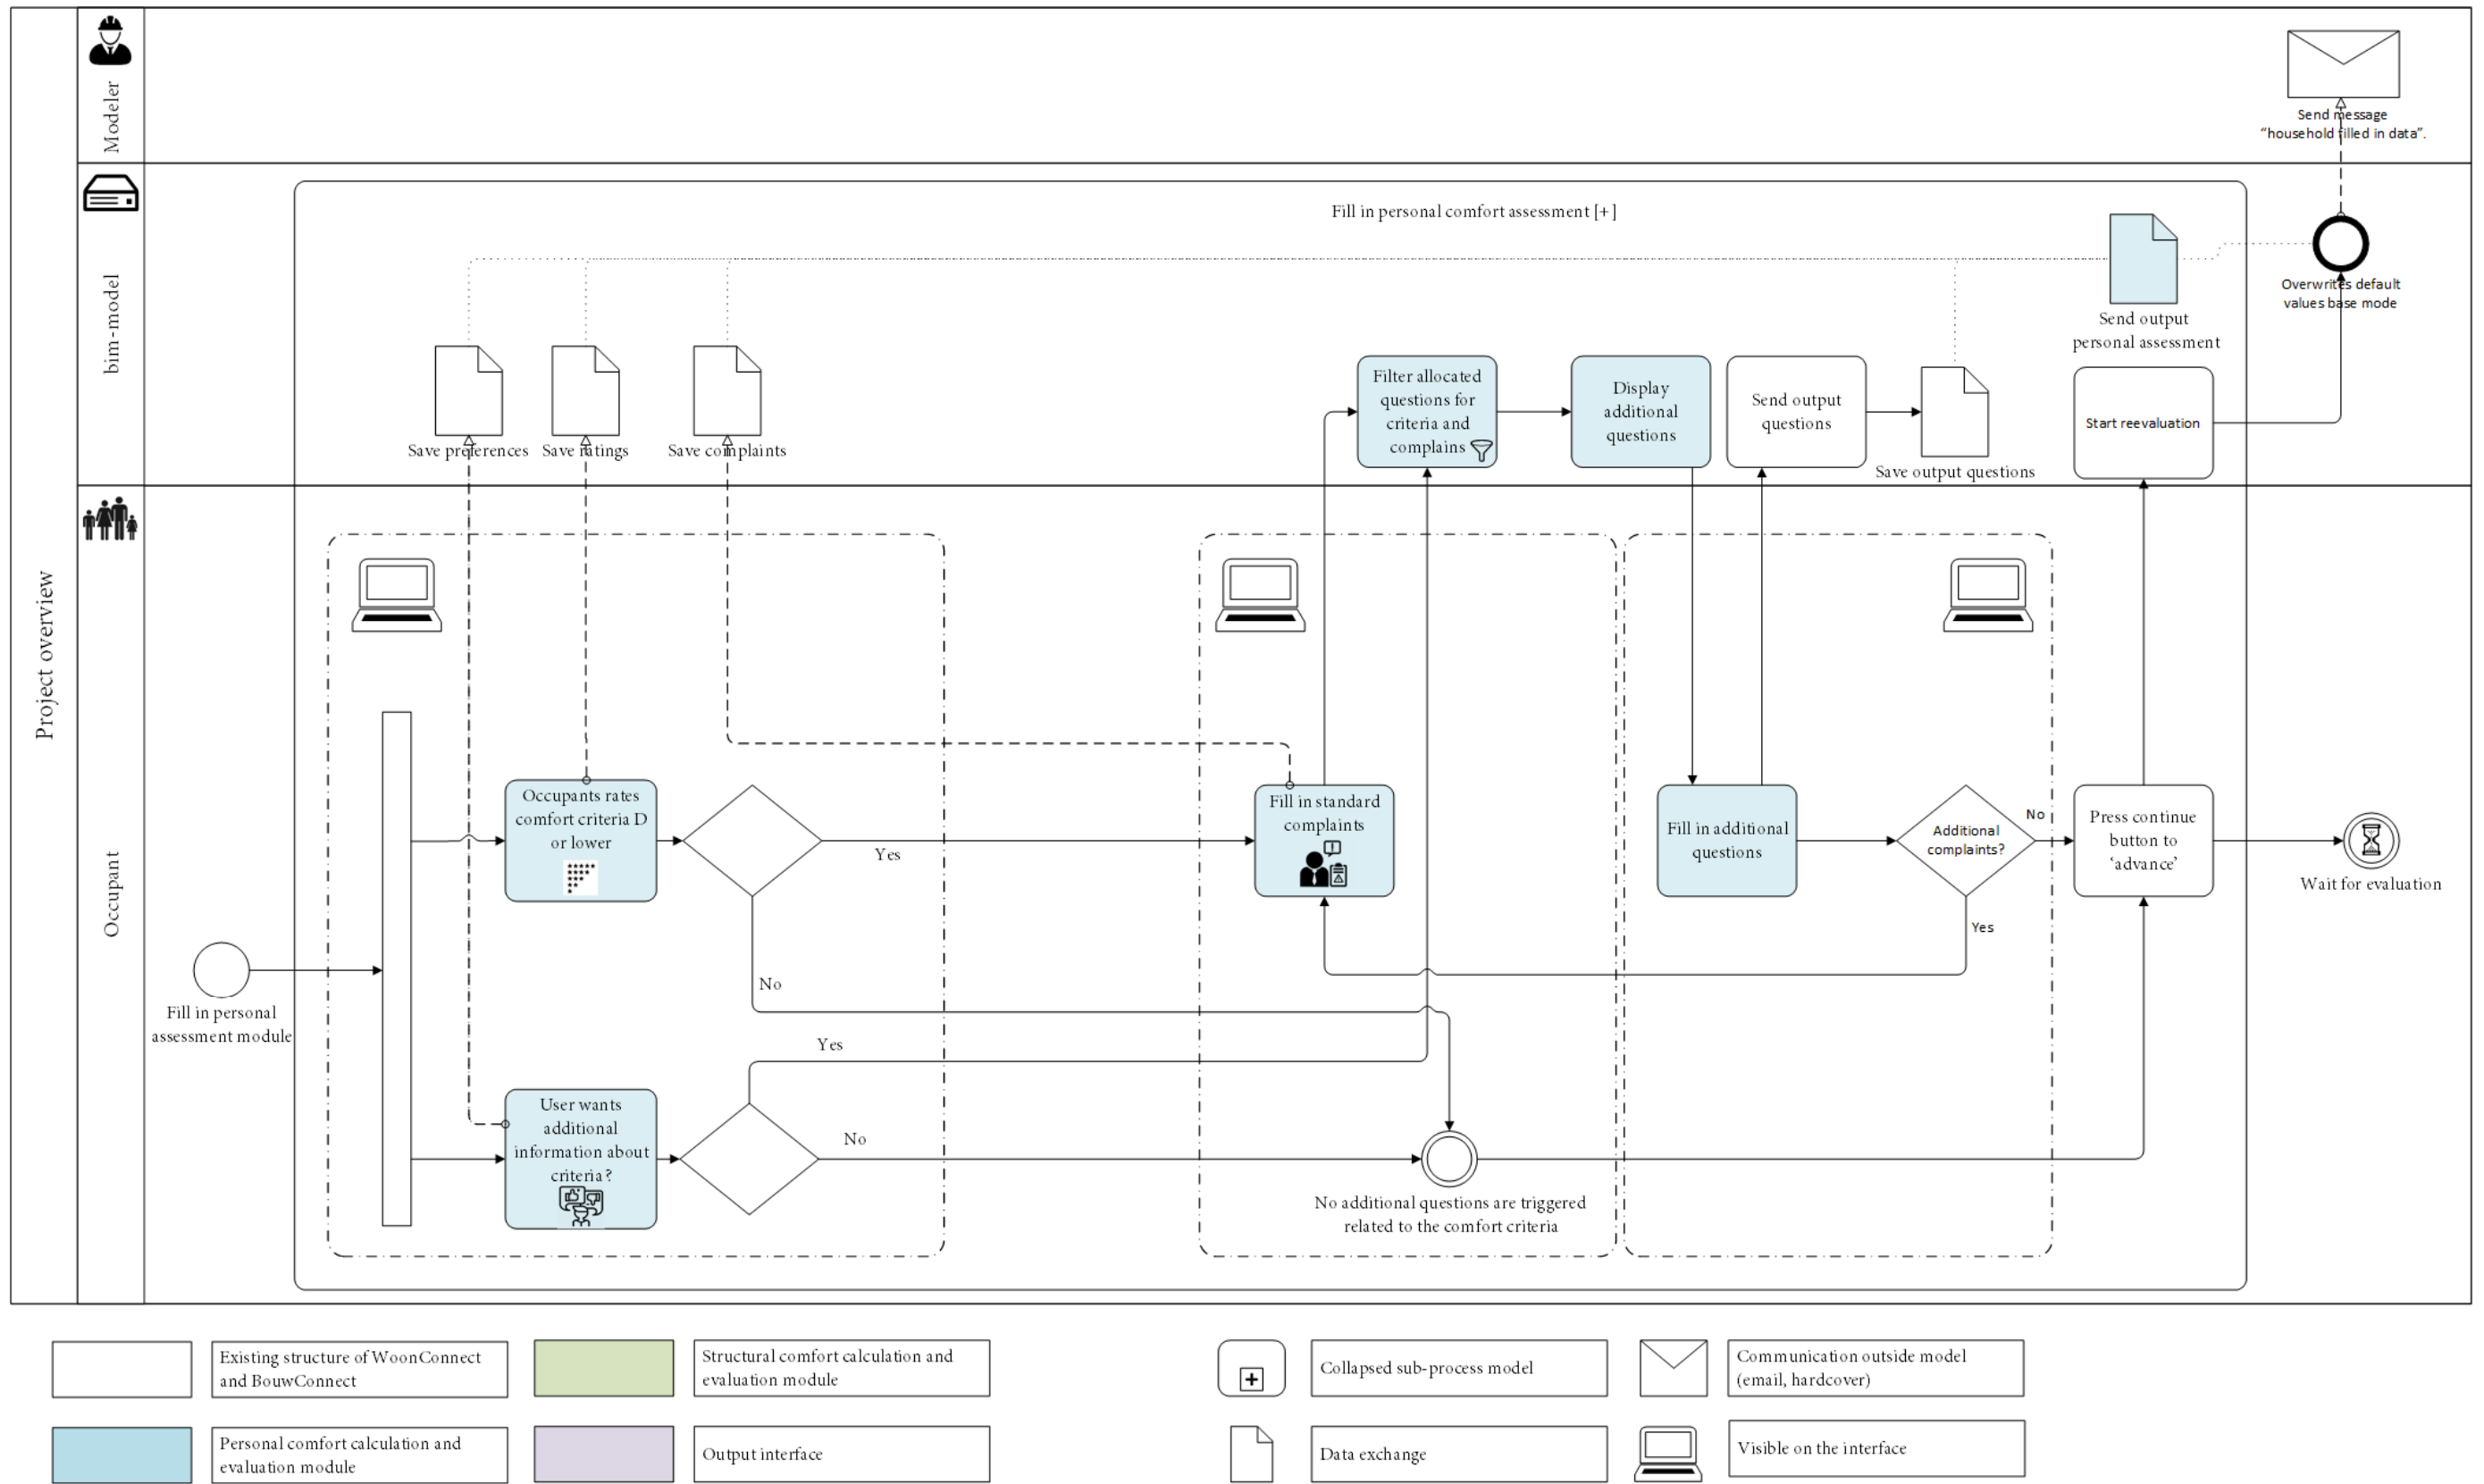 Project overview
Modeler
Send message
“household filled in data”.
bim-model
Fill in personal comfort assessment [+]
Overwrites default
values base mode
Send output
personal assessment
Save preferences
Save ratings
Save complaints
Filter allocated
questions for
criteria and
complains
Display
additional
questions
Send output
questions
Save output questions
Start reevaluation
Occupant
Fill in personal
assessment module
Occupants rates
comfort criteria D
or lower
Yes
No
Fill in standard
complaints
Fill in additional
questions
Additional
complaints?
No
Yes
Press continue
button to
‘advance’
Wait for evaluation
User wants
additional
information about
criteria?
Yes
No
No additional questions are triggered
related to the comfort criteria
Existing structure of WoonConnect
and BouwConnect
Structural comfort calculation and
evaluation module
Collapsed sub-process model
Communication outside model
(email, hardcover)
Personal comfort calculation and
evaluation module
Output interface
Data exchange
Visible on the interface